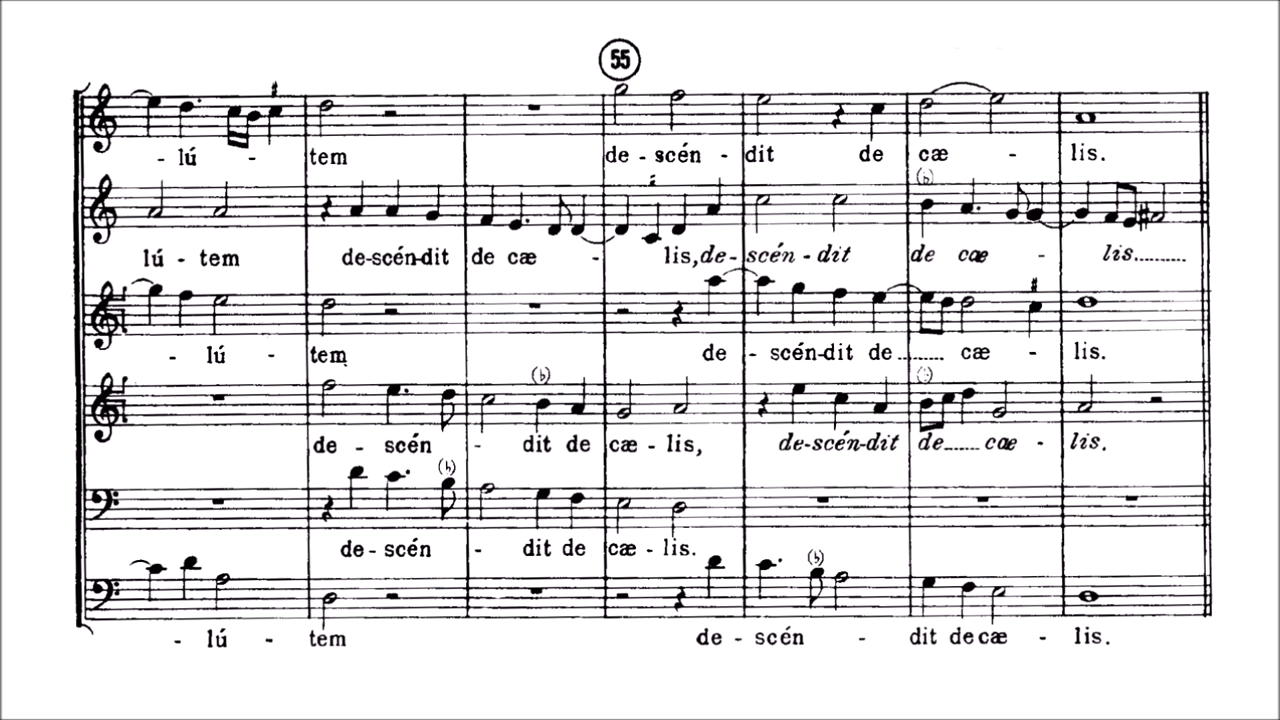 55
- lú - tem de - scén - dit de cæ - lis.
lú - tem de-scén-dit de cæ - lis, de - scén - dit de cæ - lis..........
- lú - tem de - scén-dit de........ cæ - lis.
de - scén - dit de cæ - lis, de-scén-dit de...... cæ - lis.
de - scén - dit de cæ - lis.
- lú - tem de - scén - dit de cæ - lis.